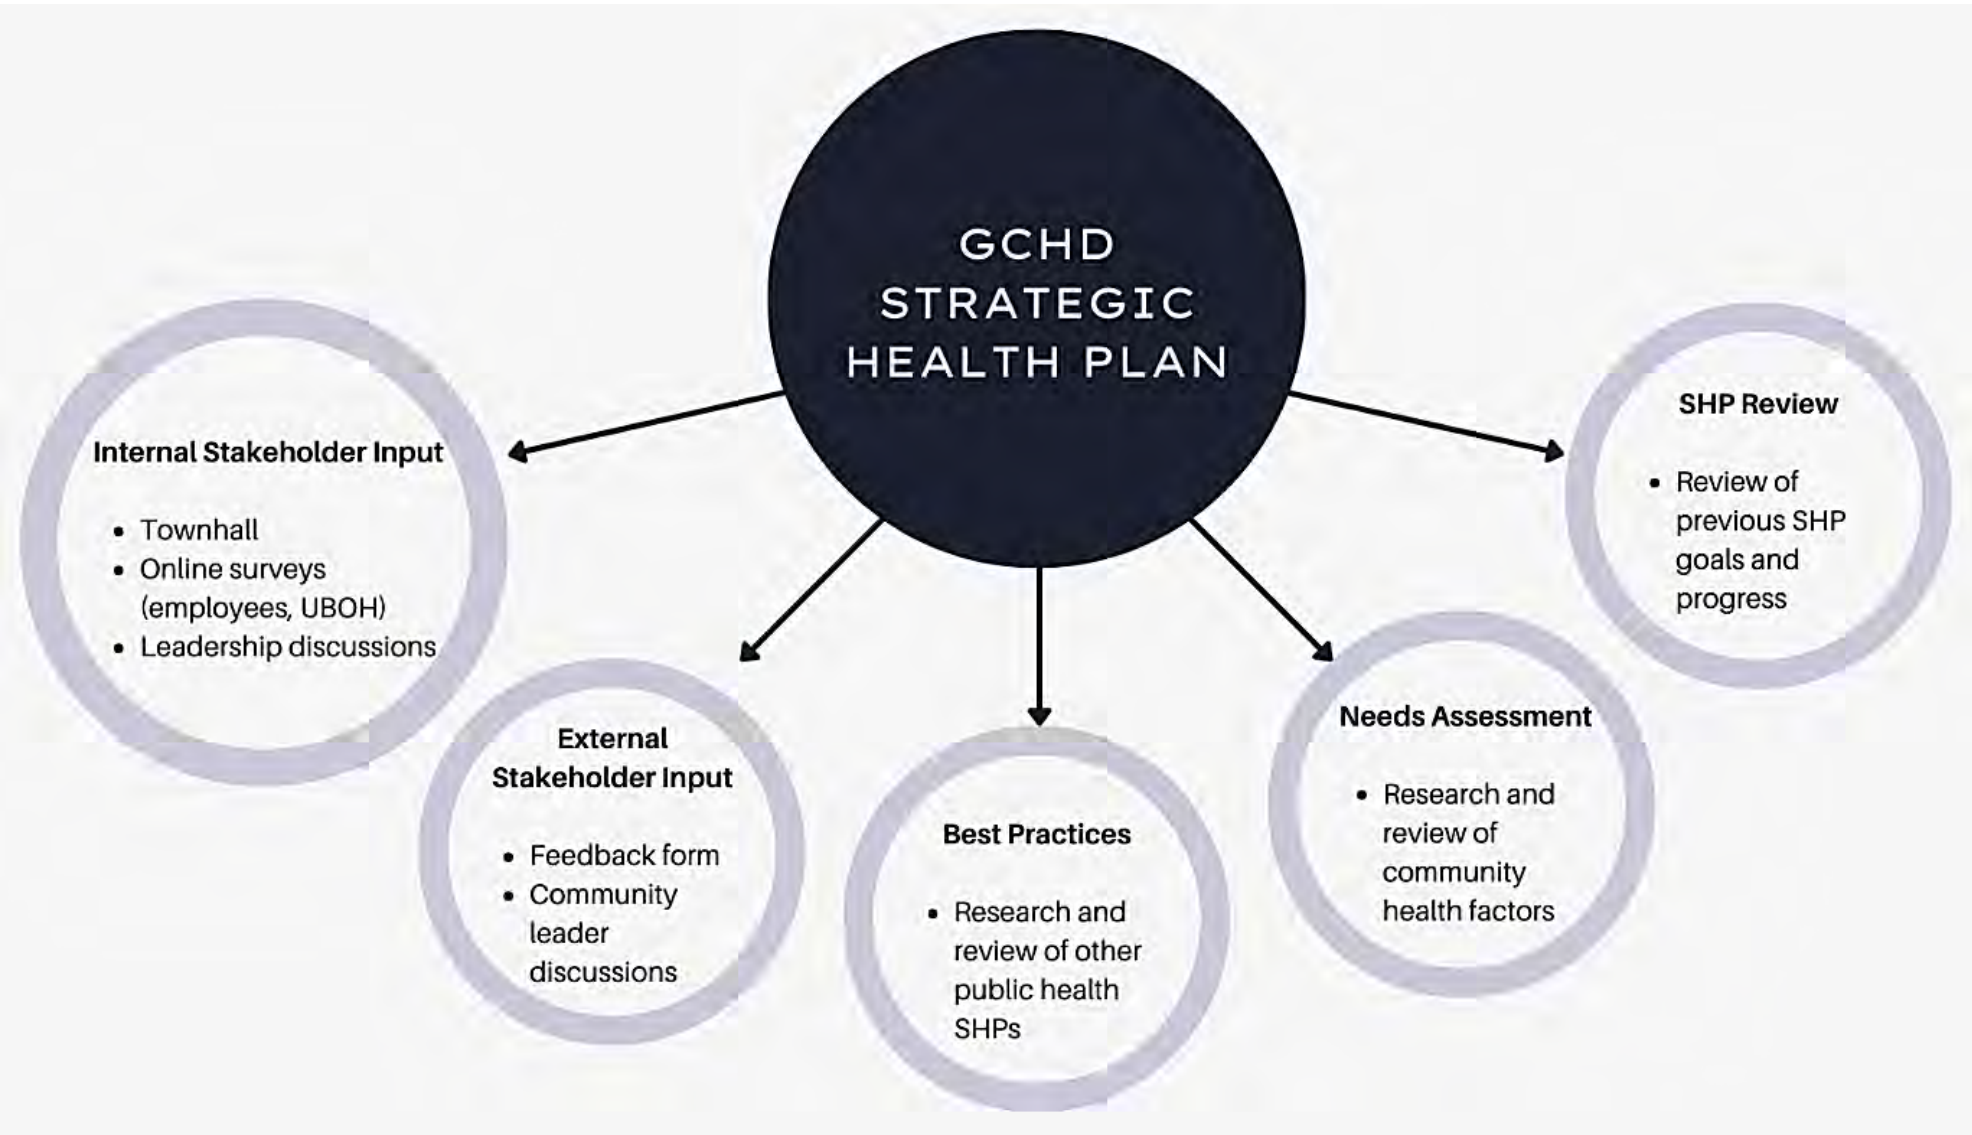 GCHD
STRATEGIC
HEALTH PLAN
Internal Stakeholder Input
• Townhall
• Online surveys
(employees, UBOH)
• Leadership discussions
External
Stakeholder Input
• Feedback form
• Community
leader
discussions
Best Practices
• Research and
review of other
public health
SHPs
Needs Assessment
• Research and
review of
community
health factors
SHP Review
• Review of
previous SHP
goals and
progress